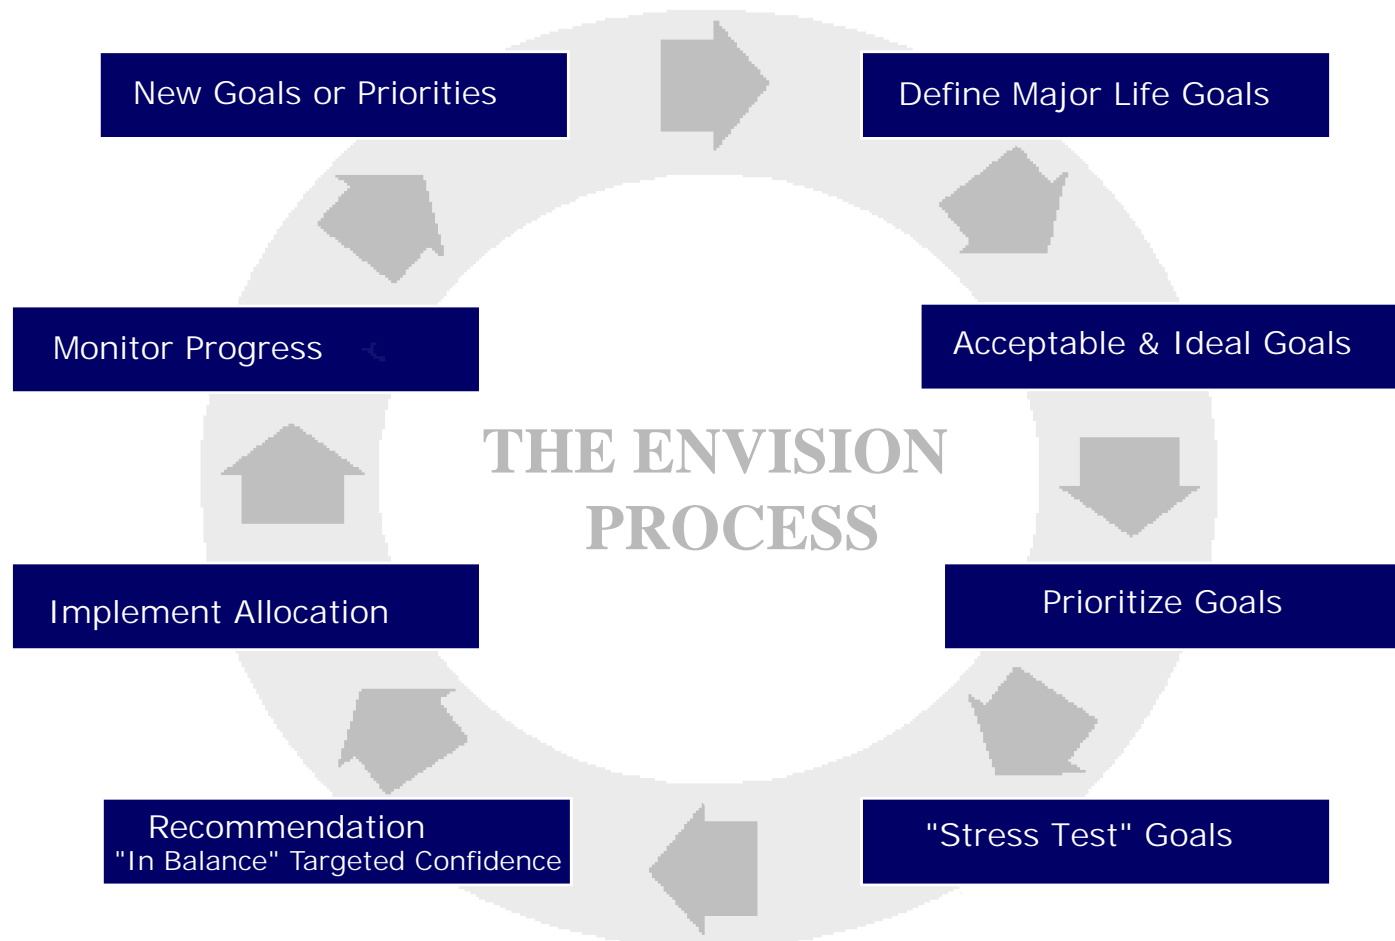 New Goals or Priorities
Define Major Life Goals
Monitor Progress
Acceptable & Ideal Goals
THE ENVISION
PROCESS
Implement Allocation
Prioritize Goals
Recommendation
"In Balance" Targeted Confidence
"Stress Test" Goals